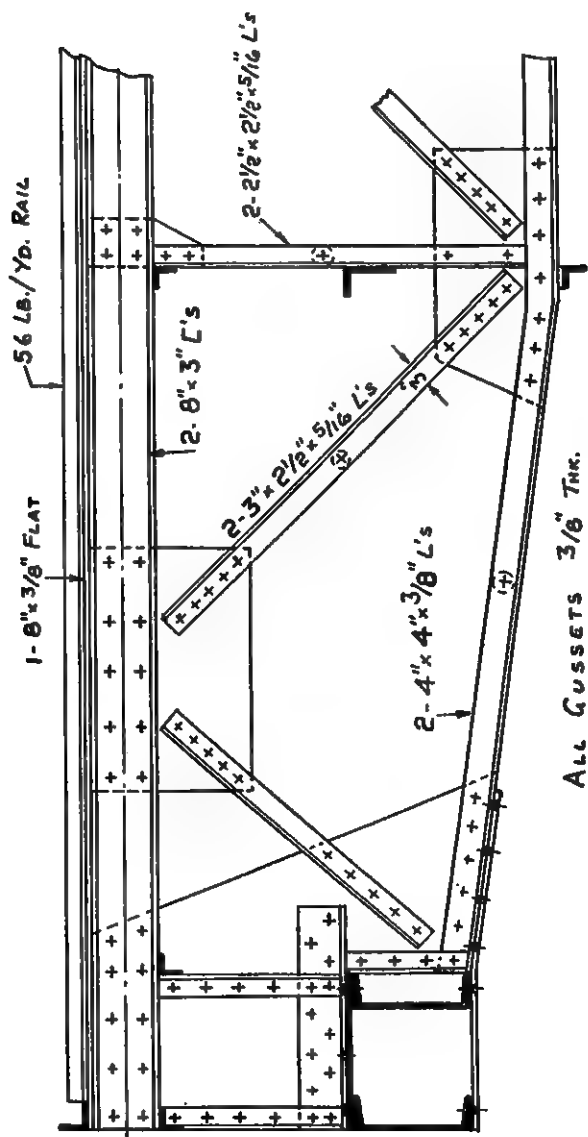 56 LB./YD. RAIL
1-8"x3/8" FLAT
2-8"x3" L's
2-2½"x2½"x5/16 L's
2-3"x2½"x5/16 L's
3"
2-4"x4"x3/8" L's
ALL GUSSETS 3/8" THK.